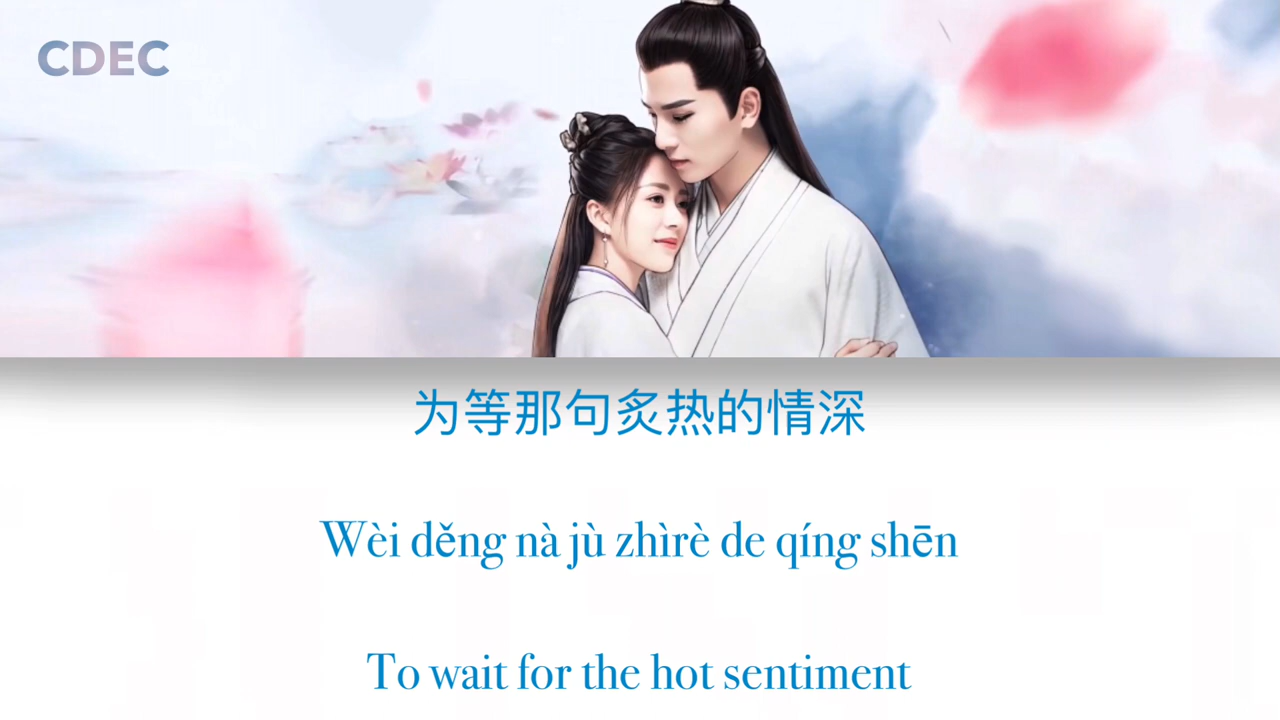 CDEC
为等那句炙热的情深
Wèi děng nà jù zhìrè de qíng shēn
To wait for the hot sentiment